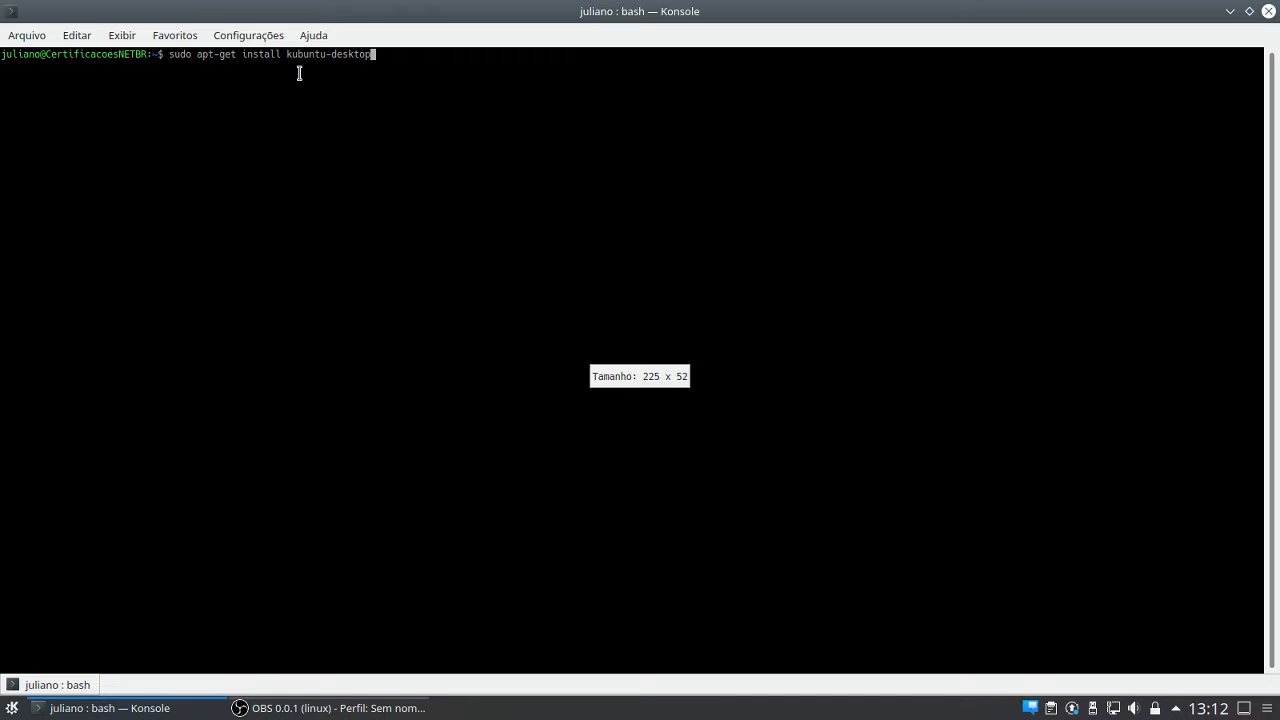 juliano : bash — Konsole
Arquivo Editar Exibir Favoritos Configurações Ajuda
juliano@CertificacoesNETBR:~$ sudo apt-get install kubuntu-desktop
Tamanho: 225 x 52
juliano : bash
juliano : bash — Konsole OBS 0.0.1 (linux) - Perfil: Sem nom... 13:12